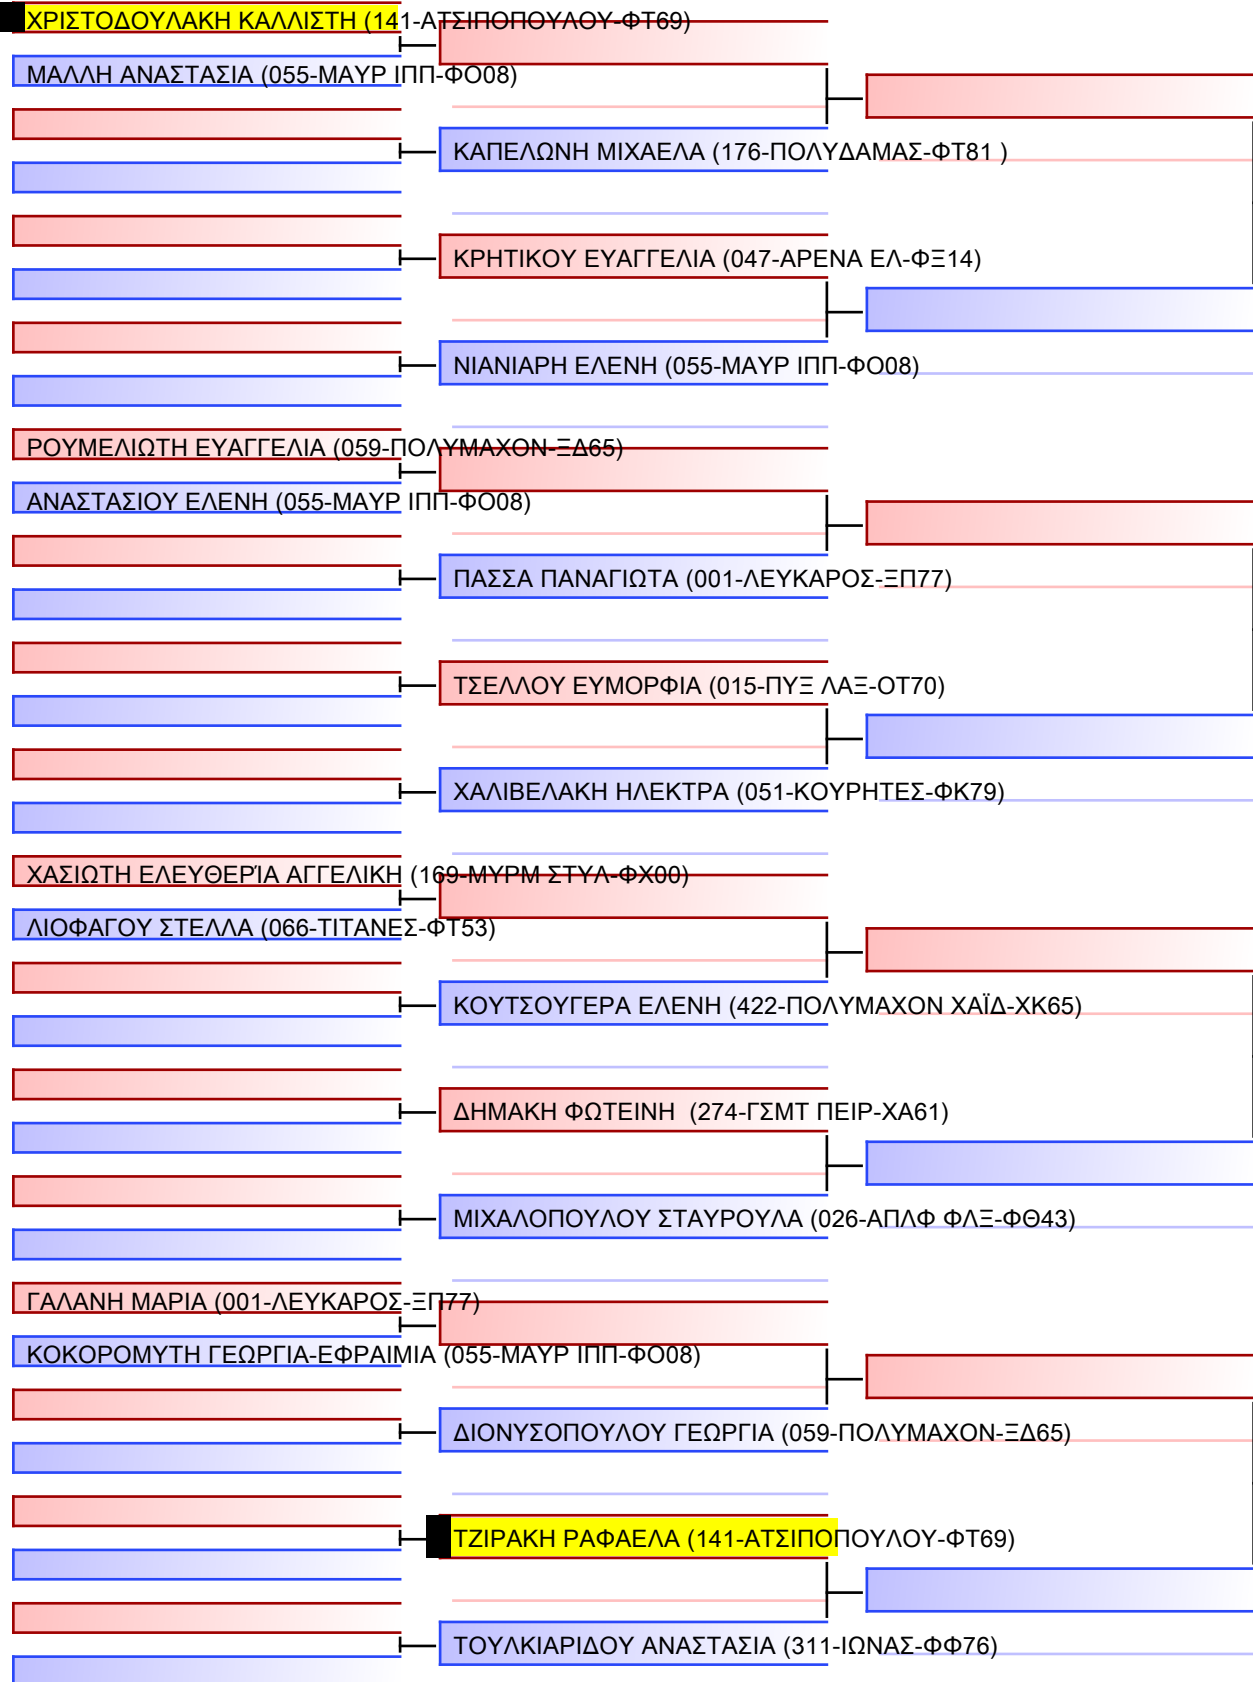 ΧΡΙΣΤΟΔΟΥΛΑΚΗ ΚΑΛΛΙΣΤΗ (141-ΑΤΣΙΠΟΠΟΥΛΟΥ-ΦΤ69)
ΜΑΛΛΗ ΑΝΑΣΤΑΣΙΑ (055-ΜΑΥΡ ΙΠΠ-ΦΟ08)
ΚΑΠΕΛΩΝΗ ΜΙΧΑΕΛΑ (176-ΠΟΛΥΔΑΜΑΣ-ΦΤ81 )
ΚΡΗΤΙΚΟΥ ΕΥΑΓΓΕΛΙΑ (047-ΑΡΕΝΑ ΕΛ-ΦΞ14)
ΝΙΑΝΙΑΡΗ ΕΛΕΝΗ (055-ΜΑΥΡ ΙΠΠ-ΦΟ08)
ΡΟΥΜΕΛΙΩΤΗ ΕΥΑΓΓΕΛΙΑ (059-ΠΟΛΥΜΑΧΟΝ-ΞΔ65)
ΑΝΑΣΤΑΣΙΟΥ ΕΛΕΝΗ (055-ΜΑΥΡ ΙΠΠ-ΦΟ08)
ΠΑΣΣΑ ΠΑΝΑΓΙΩΤΑ (001-ΛΕΥΚΑΡΟΣ-ΞΠ77)
ΤΣΕΛΛΟΥ ΕΥΜΟΡΦΙΑ (015-ΠΥΞ ΛΑΞ-ΟΤ70)
ΧΑΛΙΒΕΛΑΚΗ ΗΛΕΚΤΡΑ (051-ΚΟΥΡΗΤΕΣ-ΦΚ79)
ΧΑΣΙΩΤΗ ΕΛΕΥΘΕΡΊΑ ΑΓΓΕΛΙΚΗ (169-ΜΥΡΜ ΣΤΥΛ-ΦΧ00)
ΛΙΟΦΑΓΟΥ ΣΤΕΛΛΑ (066-ΤΙΤΑΝΕΣ-ΦΤ53)
ΚΟΥΤΣΟΥΓΕΡΑ ΕΛΕΝΗ (422-ΠΟΛΥΜΑΧΟΝ ΧΑΪΔ-ΧΚ65)
ΔΗΜΑΚΗ ΦΩΤΕΙΝΗ  (274-ΓΣΜΤ ΠΕΙΡ-ΧΑ61)
ΜΙΧΑΛΟΠΟΥΛΟΥ ΣΤΑΥΡΟΥΛΑ (026-ΑΠΛΦ ΦΛΞ-ΦΘ43)
ΓΑΛΑΝΗ ΜΑΡΙΑ (001-ΛΕΥΚΑΡΟΣ-ΞΠ77)
ΚΟΚΟΡΟΜΥΤΗ ΓΕΩΡΓΙΑ-ΕΦΡΑΙΜΙΑ (055-ΜΑΥΡ ΙΠΠ-ΦΟ08)
ΔΙΟΝΥΣΟΠΟΥΛΟΥ ΓΕΩΡΓΙΑ (059-ΠΟΛΥΜΑΧΟΝ-ΞΔ65)
ΤΖΙΡΑΚΗ ΡΑΦΑΕΛΑ (141-ΑΤΣΙΠΟΠΟΥΛΟΥ-ΦΤ69)
ΤΟΥΛΚΙΑΡΙΔΟΥ ΑΝΑΣΤΑΣΙΑ (311-ΙΩΝΑΣ-ΦΦ76)